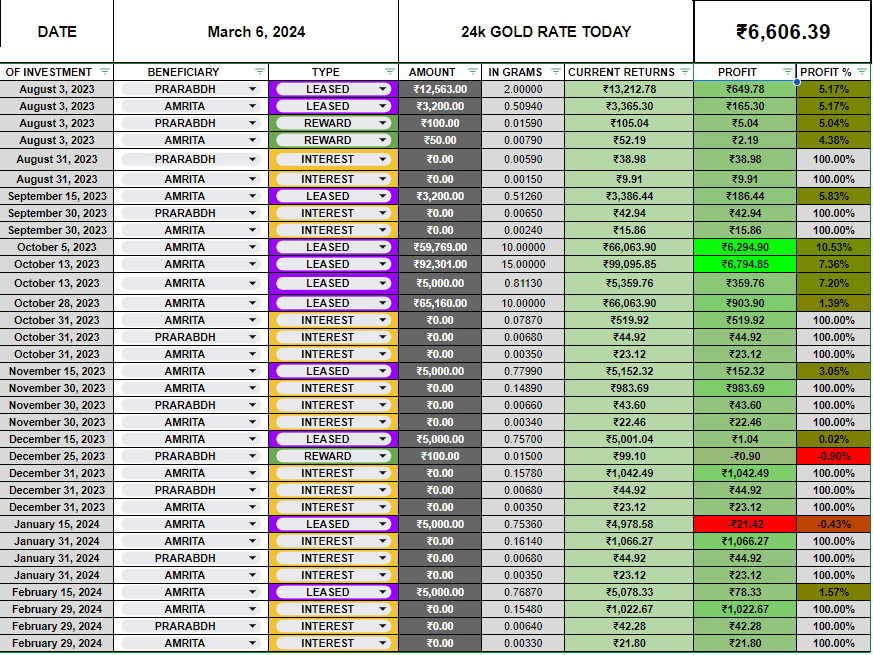 DATE March 6, 2024 24k GOLD RATE TODAY ₹6,606.39
OF INVESTMENT BENEFICIARY TYPE AMOUNT IN GRAMS CURRENT RETURNS PROFIT PROFIT %
August 3, 2023 PRARABDH LEASED ₹12,563.00 2.00000 ₹13,212.78 ₹649.78 5.17%
August 3, 2023 AMRITA LEASED ₹3,200.00 0.50940 ₹3,365.30 ₹165.30 5.17%
August 3, 2023 PRARABDH REWARD ₹100.00 0.01590 ₹105.04 ₹5.04 5.04%
August 3, 2023 AMRITA REWARD ₹50.00 0.00790 ₹52.19 ₹2.19 4.38%
August 31, 2023 PRARABDH INTEREST ₹0.00 0.00590 ₹38.98 ₹38.98 100.00%
August 31, 2023 AMRITA INTEREST ₹0.00 0.00150 ₹9.91 ₹9.91 100.00%
September 15, 2023 AMRITA LEASED ₹3,200.00 0.51260 ₹3,386.44 ₹186.44 5.83%
September 30, 2023 PRARABDH INTEREST ₹0.00 0.00650 ₹42.94 ₹42.94 100.00%
September 30, 2023 AMRITA INTEREST ₹0.00 0.00240 ₹15.86 ₹15.86 100.00%
October 5, 2023 AMRITA LEASED ₹59,769.00 10.00000 ₹66,063.90 ₹6,294.90 10.53%
October 13, 2023 AMRITA LEASED ₹92,301.00 15.00000 ₹99,095.85 ₹6,794.85 7.36%
October 13, 2023 AMRITA LEASED ₹5,000.00 0.81130 ₹5,359.76 ₹359.76 7.20%
October 28, 2023 AMRITA LEASED ₹65,160.00 10.00000 ₹66,063.90 ₹903.90 1.39%
October 31, 2023 AMRITA INTEREST ₹0.00 0.07870 ₹519.92 ₹519.92 100.00%
October 31, 2023 PRARABDH INTEREST ₹0.00 0.00680 ₹44.92 ₹44.92 100.00%
October 31, 2023 AMRITA INTEREST ₹0.00 0.00350 ₹23.12 ₹23.12 100.00%
November 15, 2023 AMRITA LEASED ₹5,000.00 0.77990 ₹5,152.32 ₹152.32 3.05%
November 30, 2023 AMRITA INTEREST ₹0.00 0.14890 ₹983.69 ₹983.69 100.00%
November 30, 2023 PRARABDH INTEREST ₹0.00 0.00660 ₹43.60 ₹43.60 100.00%
November 30, 2023 AMRITA INTEREST ₹0.00 0.00340 ₹22.46 ₹22.46 100.00%
December 15, 2023 AMRITA LEASED ₹5,000.00 0.75700 ₹5,001.04 ₹1.04 0.02%
December 25, 2023 PRARABDH REWARD ₹100.00 0.01500 ₹99.10 -₹0.90 -0.90%
December 31, 2023 AMRITA INTEREST ₹0.00 0.15780 ₹1,042.49 ₹1,042.49 100.00%
December 31, 2023 PRARABDH INTEREST ₹0.00 0.00680 ₹44.92 ₹44.92 100.00%
December 31, 2023 AMRITA INTEREST ₹0.00 0.00350 ₹23.12 ₹23.12 100.00%
January 15, 2024 AMRITA LEASED ₹5,000.00 0.75360 ₹4,978.58 -₹21.42 -0.43%
January 31, 2024 AMRITA INTEREST ₹0.00 0.16140 ₹1,066.27 ₹1,066.27 100.00%
January 31, 2024 PRARABDH INTEREST ₹0.00 0.00680 ₹44.92 ₹44.92 100.00%
January 31, 2024 AMRITA INTEREST ₹0.00 0.00350 ₹23.12 ₹23.12 100.00%
February 15, 2024 AMRITA LEASED ₹5,000.00 0.76870 ₹5,078.33 ₹78.33 1.57%
February 29, 2024 AMRITA INTEREST ₹0.00 0.15480 ₹1,022.67 ₹1,022.67 100.00%
February 29, 2024 PRARABDH INTEREST ₹0.00 0.00640 ₹42.28 ₹42.28 100.00%
February 29, 2024 AMRITA INTEREST ₹0.00 0.00330 ₹21.80 ₹21.80 100.00%